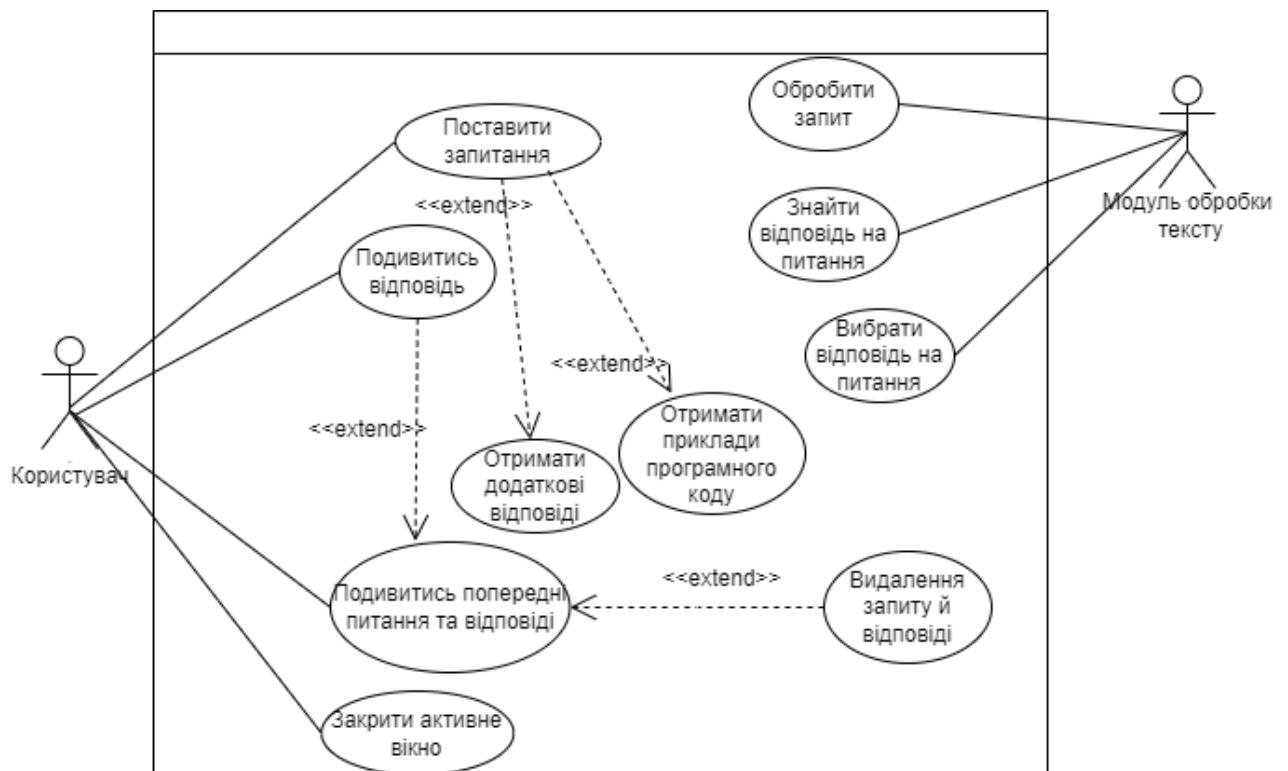 Обробити
запит
Поставити
запитання
<<extend>>
Знайти
відповідь на
питання
Модуль обробки
тексту
Подивитись
відповідь
Вибрати
відповідь на
питання
<<extend>>
<<extend>>
Отримати
приклади
програмного
коду
Користувач
Отримати
додаткові
відповіді
Подивитись попередні
питання та відповіді
<<extend>>
Видалення
запиту й
відповіді
Закрити активне
вікно